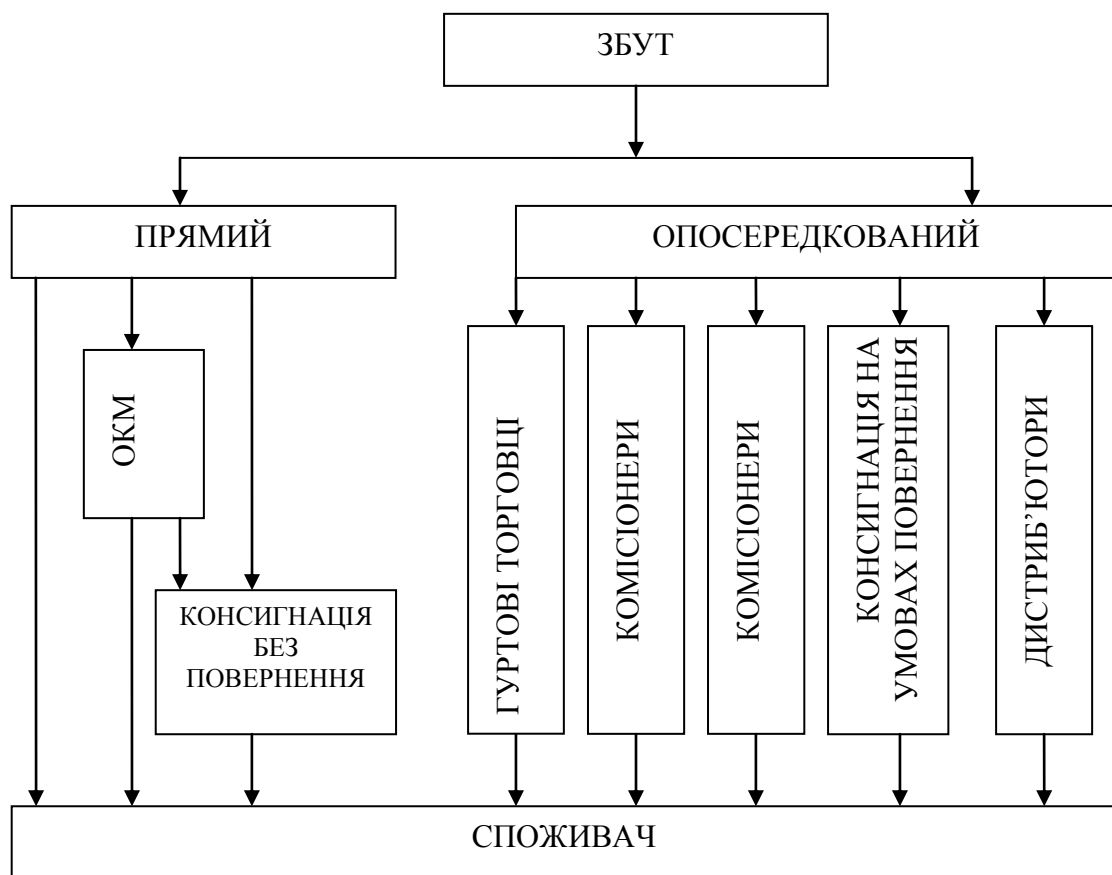 ЗБУТ
ПРЯМИЙ
ОПОСЕРЕДКОВАНИЙ
ОКМ
КОНСИГНАЦІЯ
БЕЗ
ПОВЕРНЕННЯ
ГУРТОВІ ТОРГОВЦІ
КОМІСІОНЕРИ
КОМІСІОНЕРИ
КОНСИГНАЦІЯ НА
УМОВАХ ПОВЕРНЕННЯ
ДИСТРИБ’ЮТОРИ
СПОЖИВАЧ